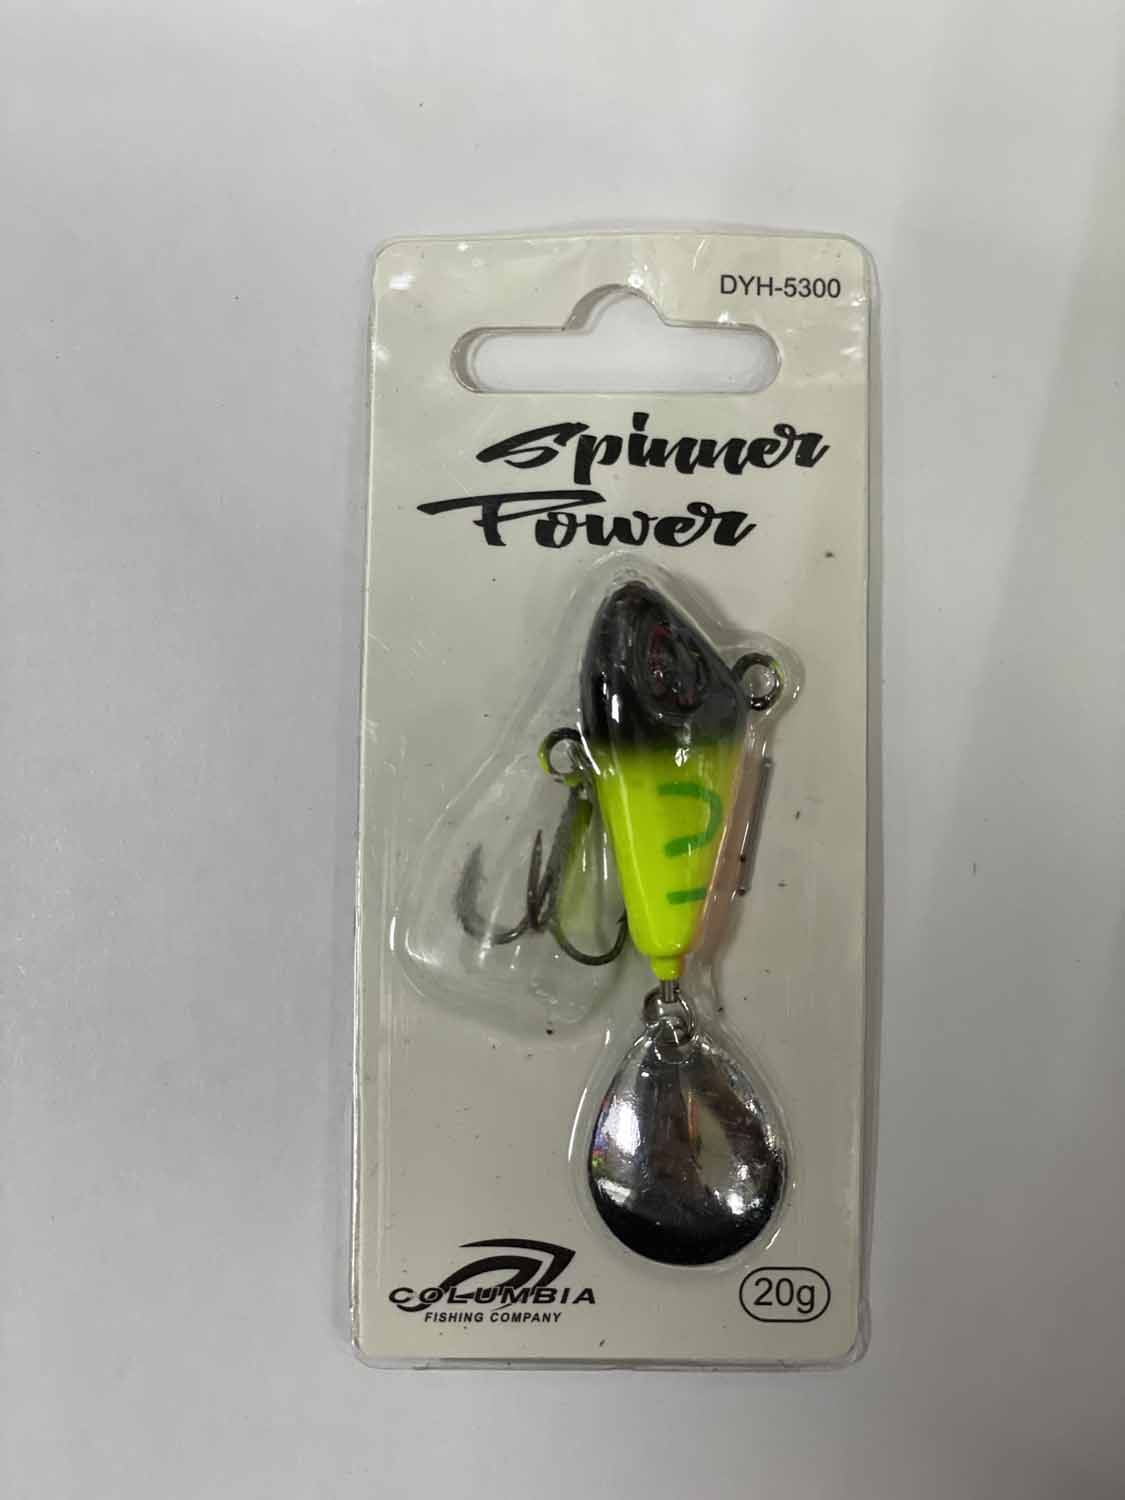 DYH-5300
Spinner
Power
COLUMBIA
FISHING COMPANY
20g